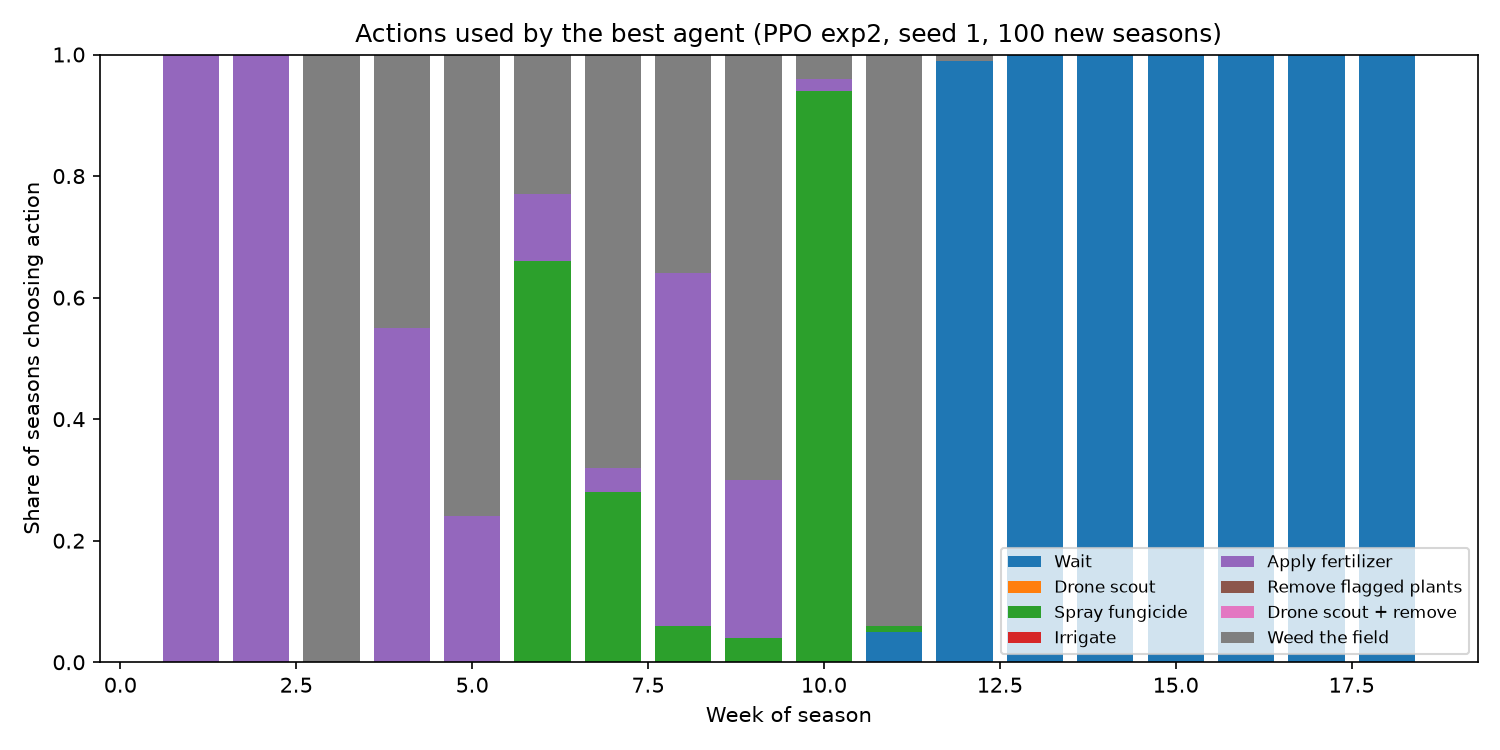 Actions used by the best agent (PPO exp2, seed 1, 100 new seasons)
Share of seasons choosing action
1.0
0.8
0.6
0.4
0.2
0.0
0.0 2.5 5.0 7.5 10.0 12.5 15.0 17.5
Week of season
Wait
Drone scout
Spray fungicide
Irrigate
Apply fertilizer
Remove flagged plants
Drone scout + remove
Weed the field